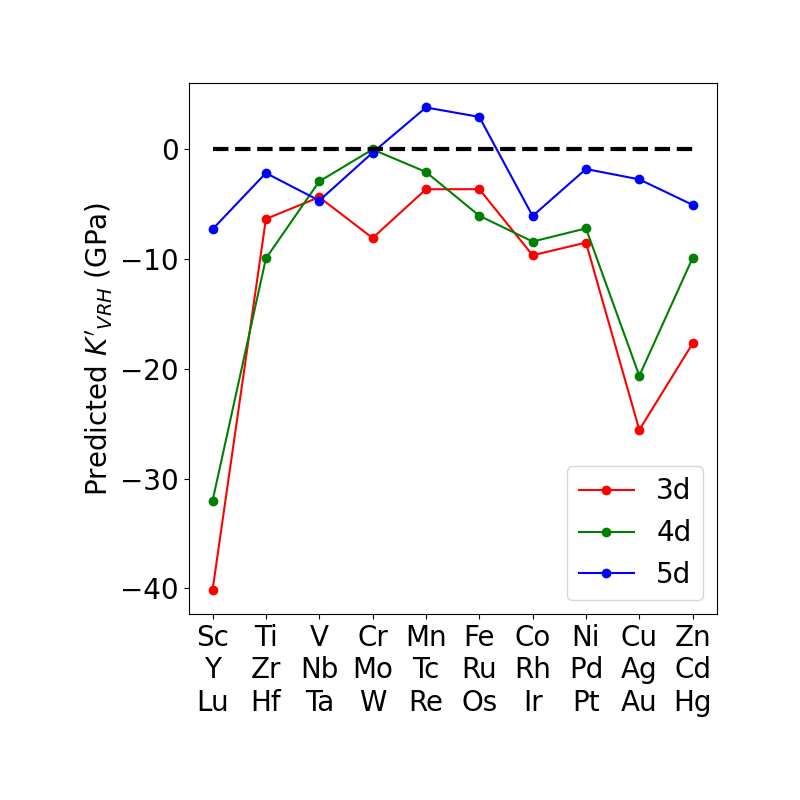 Predicted K′VRH (GPa)
0
−10
−20
−30
−40
3d
4d
5d
Sc Ti V Cr Mn Fe Co Ni Cu Zn
Y Zr Nb Mo Tc Ru Rh Pd Ag Cd
Lu Hf Ta W Re Os Ir Pt Au Hg